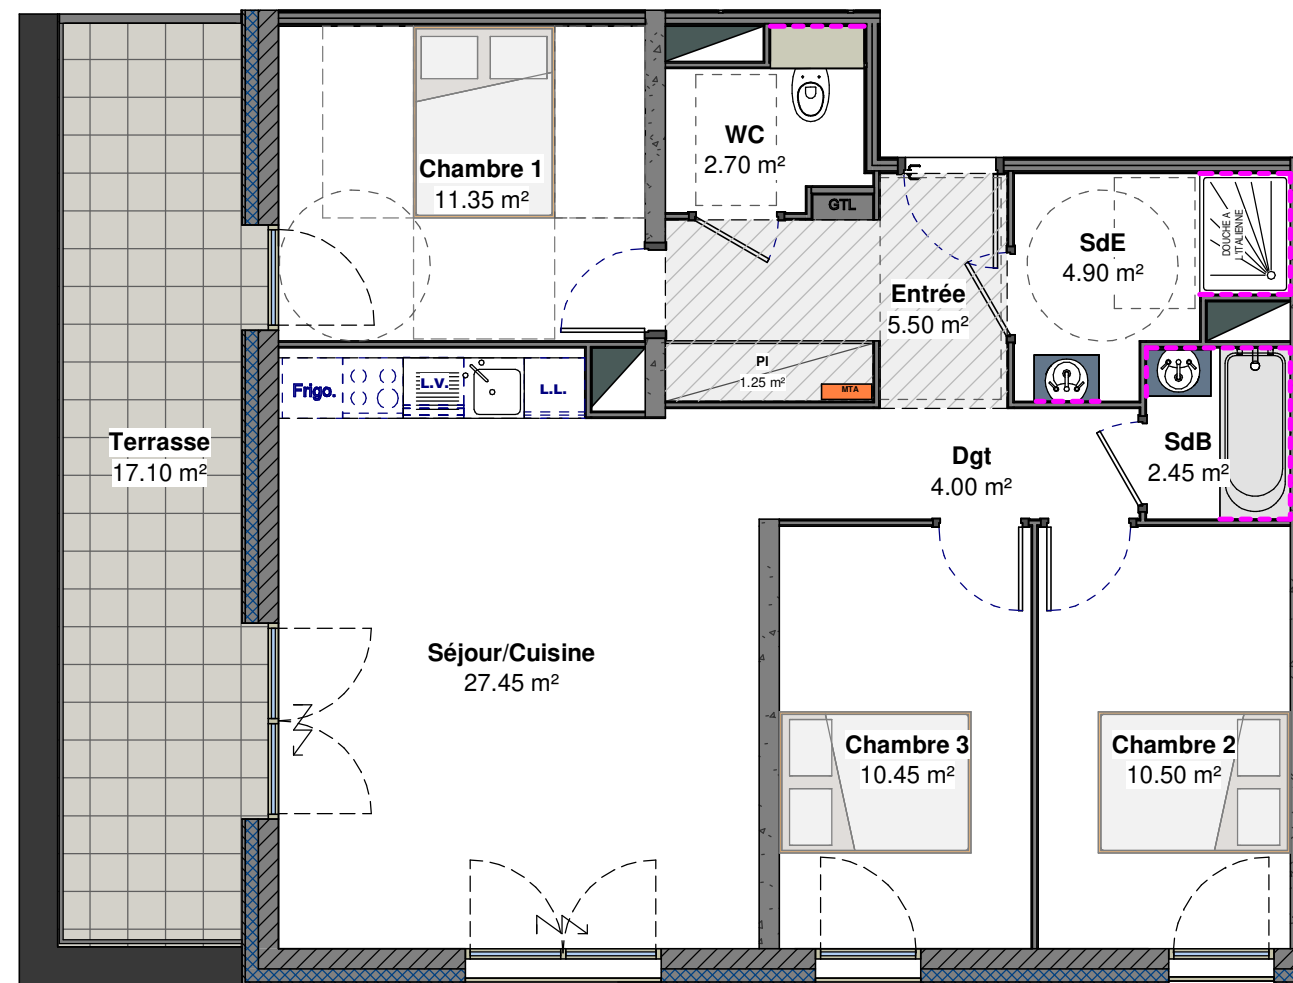 Chambre 1
11.35 m²
WC
2.70 m²
GTL
SdE
4.90 m²
DOUCHE A
L'ITALIENNE
Entrée
5.50 m²
Pl
1.25 m²
MTA
Frigo.
L.V.
L.L.
Terrasse
17.10 m²
Dgt
4.00 m²
SdB
2.45 m²
Séjour/Cuisine
27.45 m²
Chambre 3
10.45 m²
Chambre 2
10.50 m²